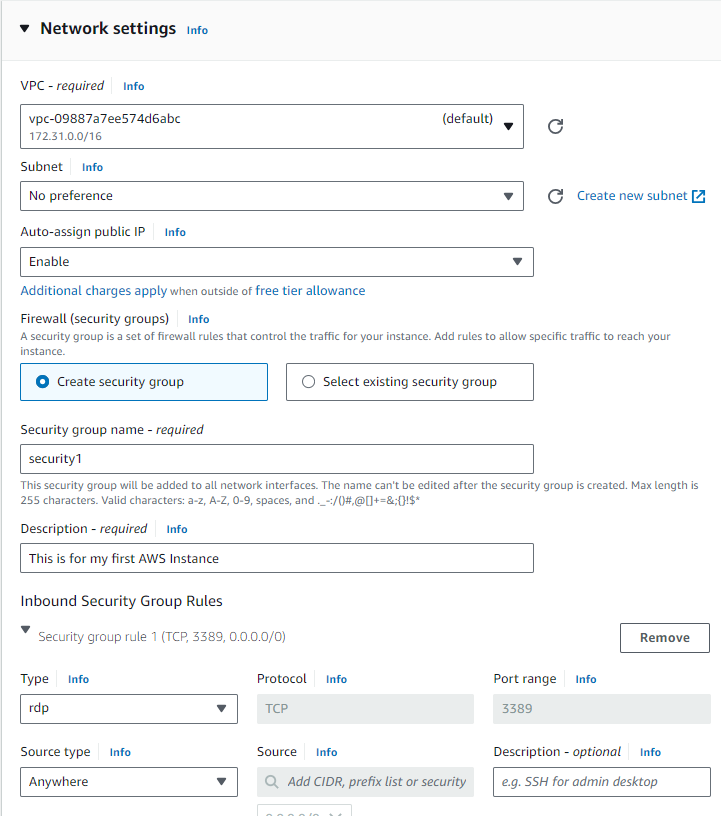 Network settings Info
VPC - required Info
vpc-09887a7ee574d6abc (default)
172.31.0.0/16
Subnet Info
No preference
Create new subnet
Auto-assign public IP Info
Enable
Additional charges apply when outside of free tier allowance
Firewall (security groups) Info
A security group is a set of firewall rules that control the traffic for your instance. Add rules to allow specific traffic to reach your
instance.
Create security group Select existing security group
Security group name - required
security1
This security group will be added to all network interfaces. The name can't be edited after the security group is created. Max length is
255 characters. Valid characters: a-z, A-Z, 0-9, spaces, and ._-:/()#,@[]+=&;{}!$*
Description - required Info
This is for my first AWS Instance
Inbound Security Group Rules
Security group rule 1 (TCP, 3389, 0.0.0.0/0) Remove
Type Info Protocol Info Port range Info
rdp TCP 3389
Source type Info Source Info Description - optional Info
Anywhere Add CIDR, prefix list or security e.g. SSH for admin desktop
0.0.0.0/0